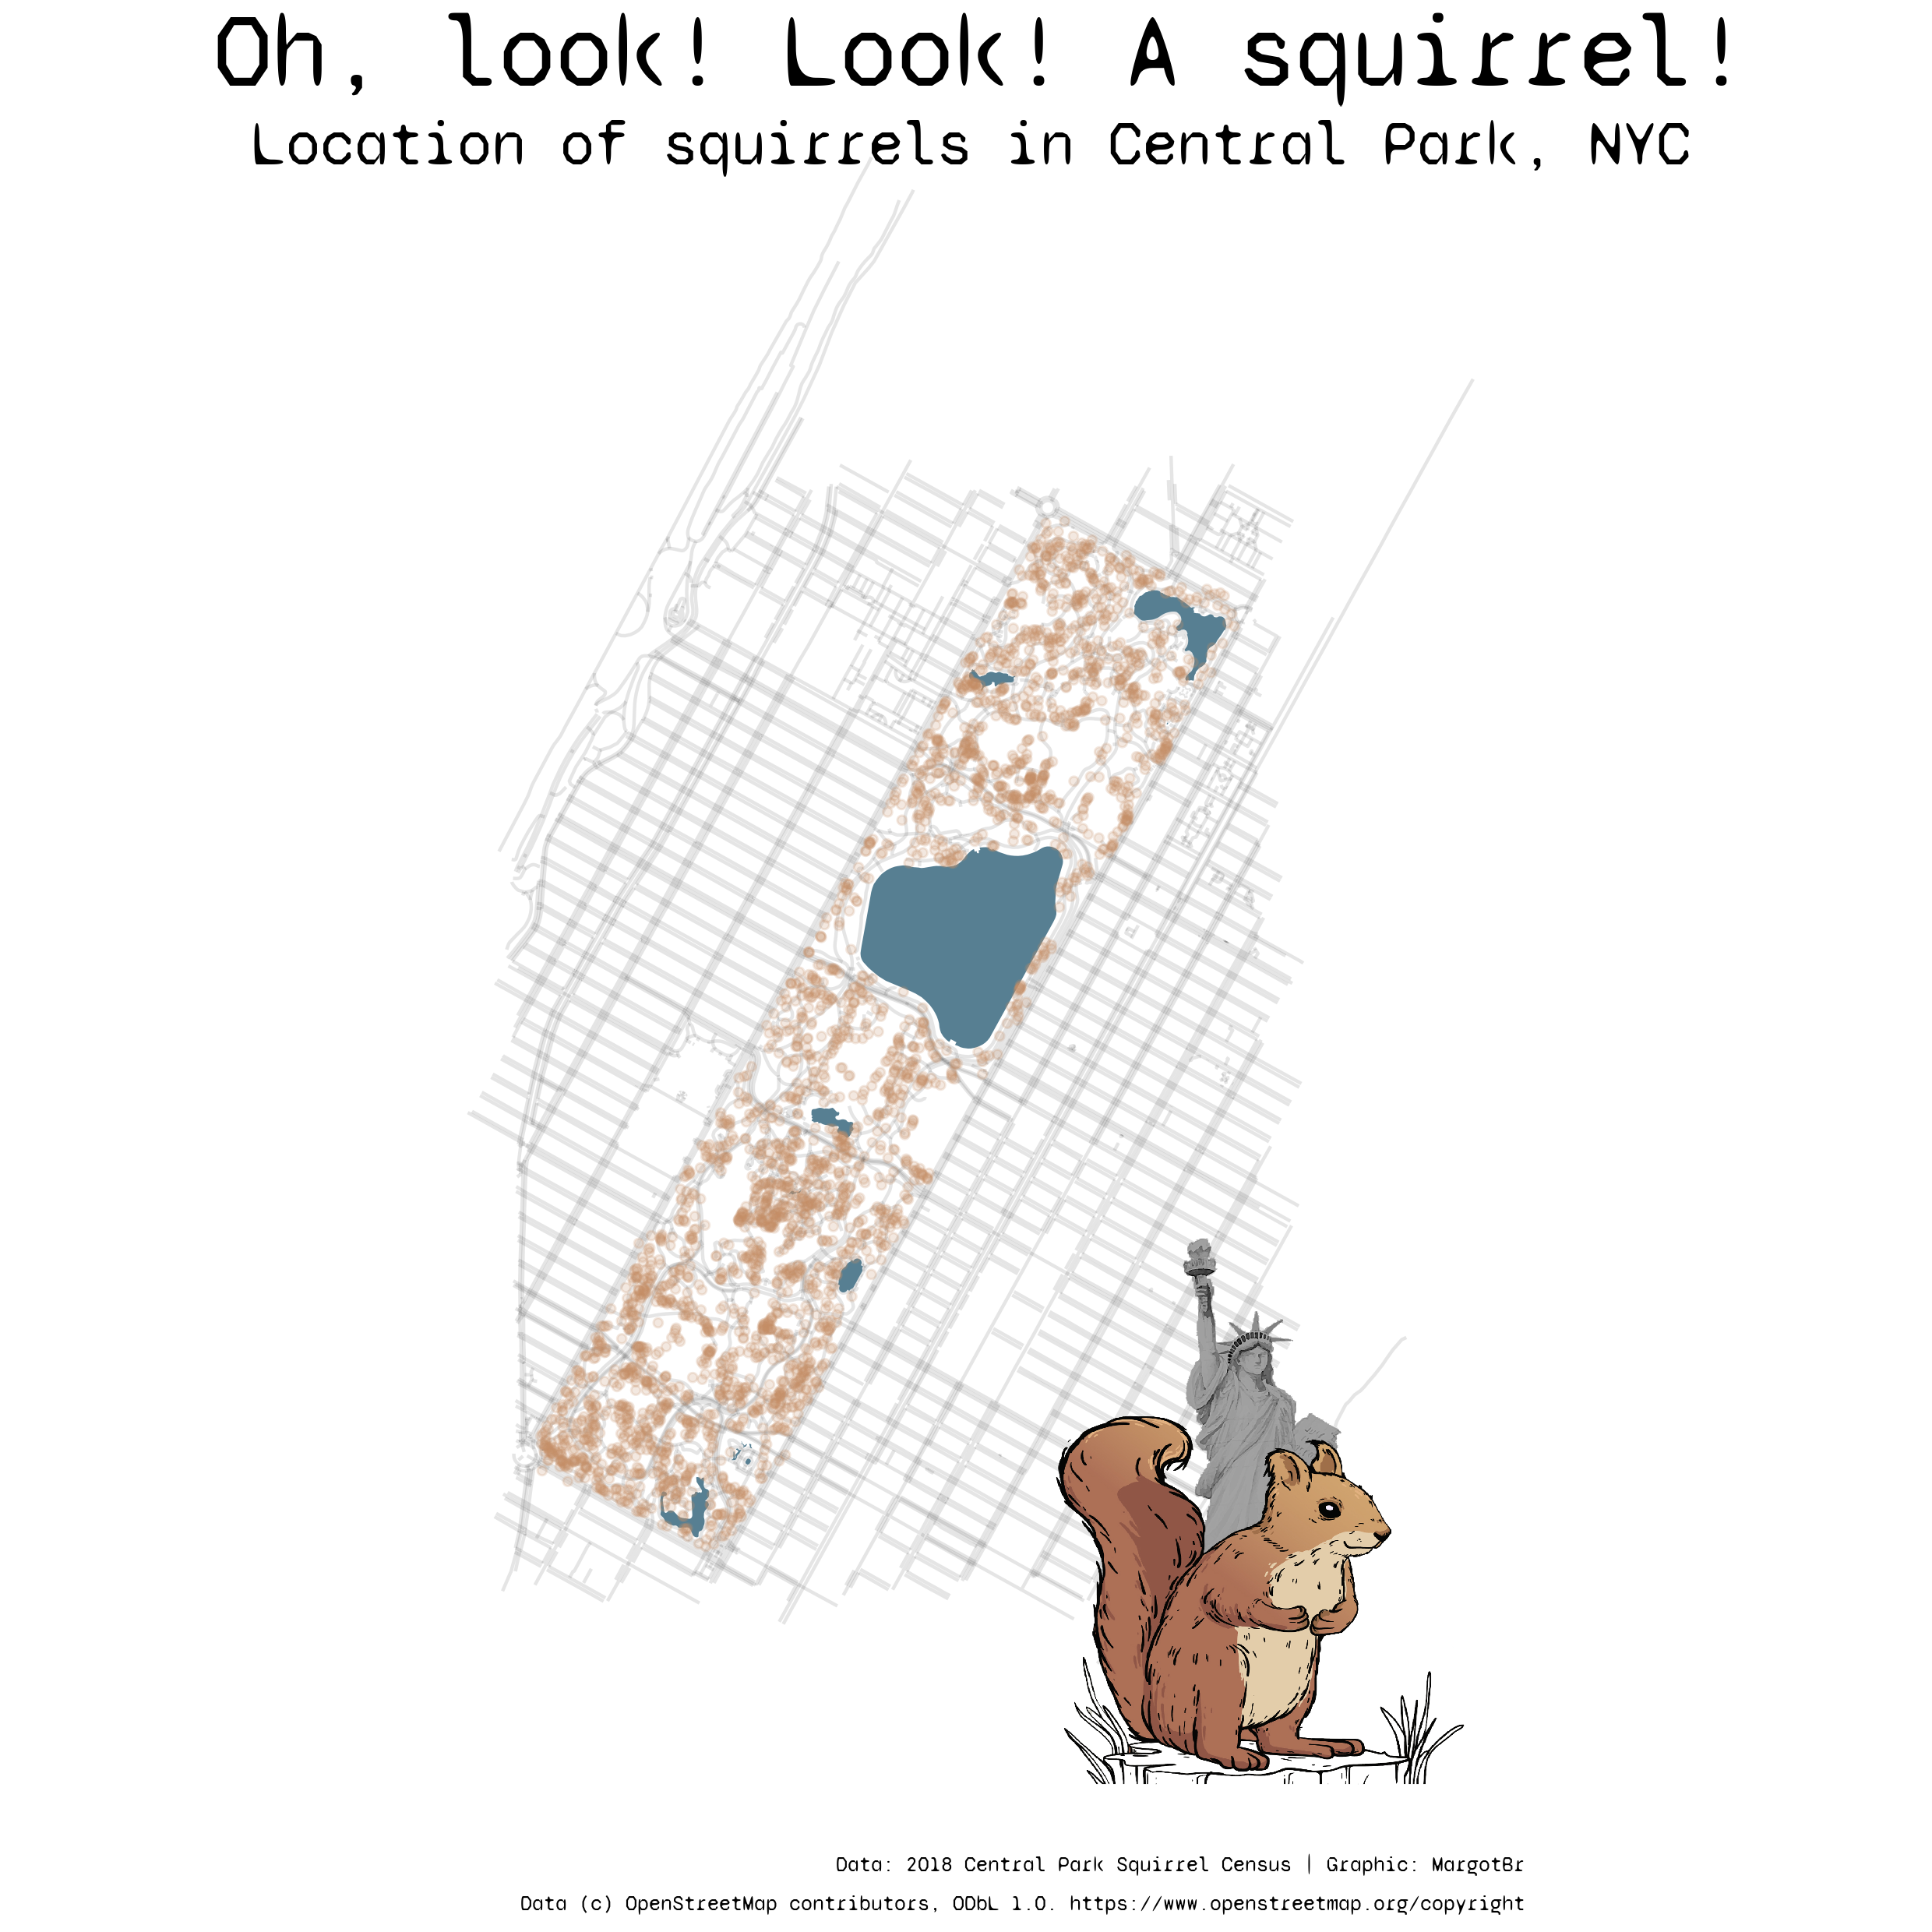 Oh, look! Look! A squirrel!
Location of squirrels in Central Park, NYC
Data: 2018 Central Park Squirrel Census | Graphic: MargotBr
Data (c) OpenStreetMap contributors, ODbL 1.0. https://www.openstreetmap.org/copyright